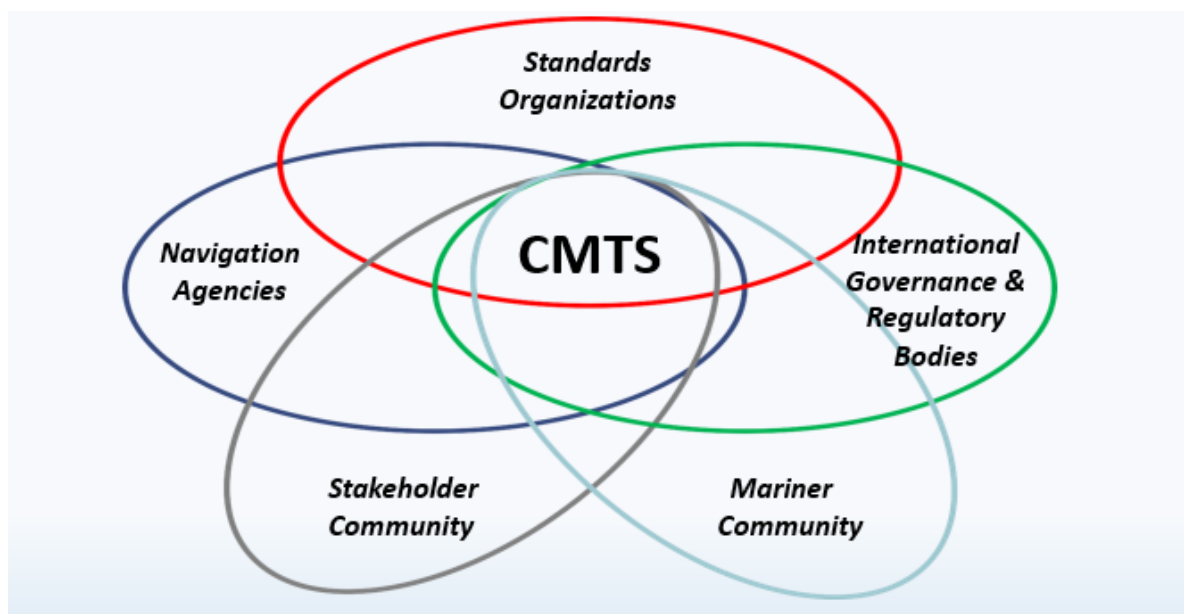 Standards
Organizations
Navigation
Agencies
CMTS
International
Governance &
Regulatory
Bodies
Stakeholder
Community
Mariner
Community